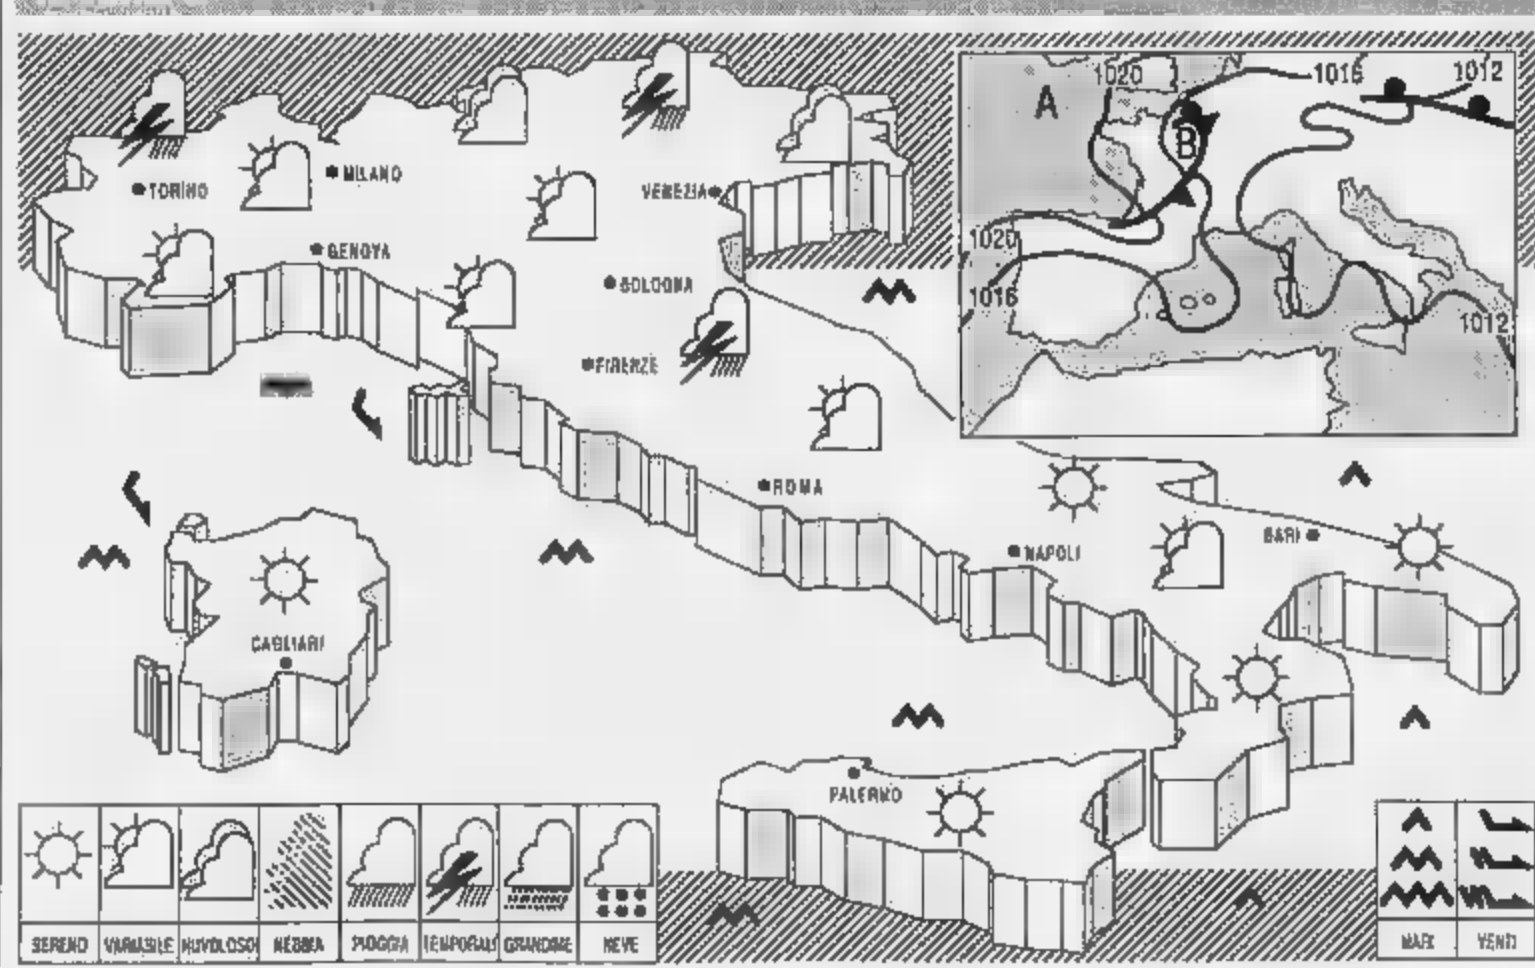 1020
1016
1012
A
B
TORINO
MILANO
VENEZIA
GENOVA
1020
BOLOGNA
1016
1012
FIRENZE
ROMA
BARI
NAPOLI
CAGLIARI
PALERMO
SERENO VARIABILE NUVOLOSO NEBBIA PIOGGIA TEMPORALI GRANDINE NEVE
MARI VENTI